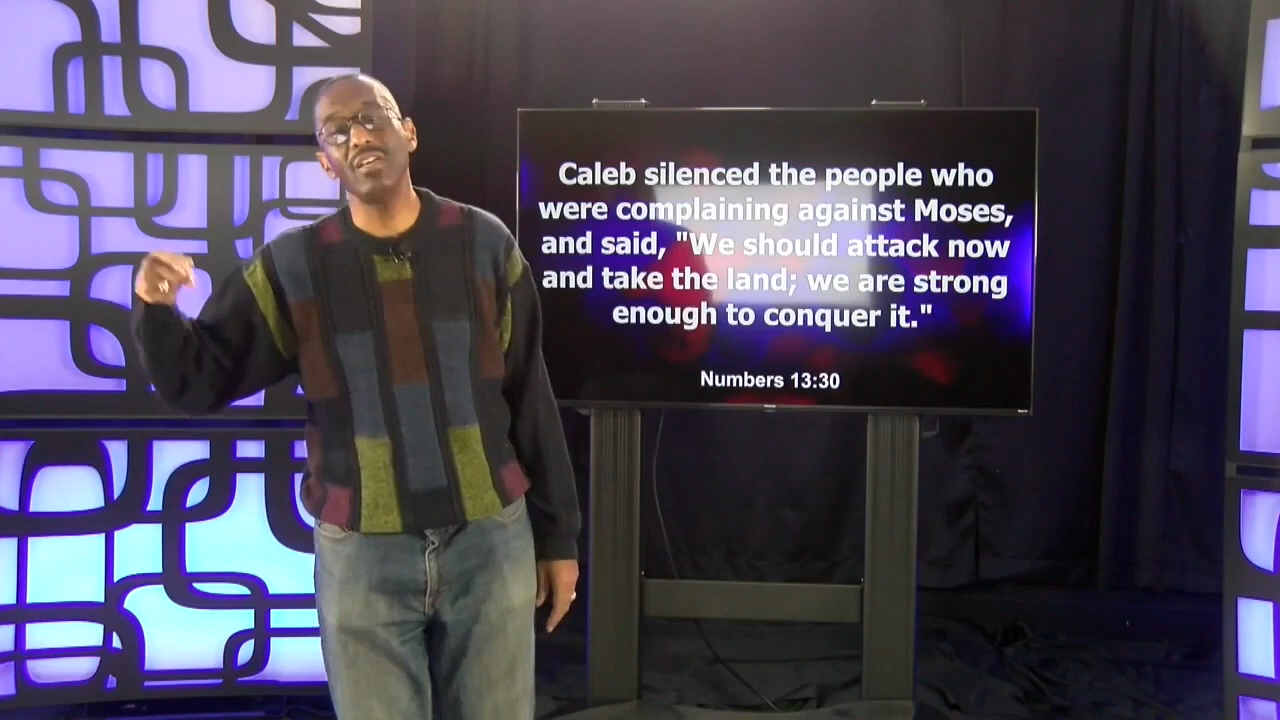 Caleb silenced the people who
were complaining against Moses,
and said, "We should attack now
and take the land; we are strong
enough to conquer it."
Numbers 13:30